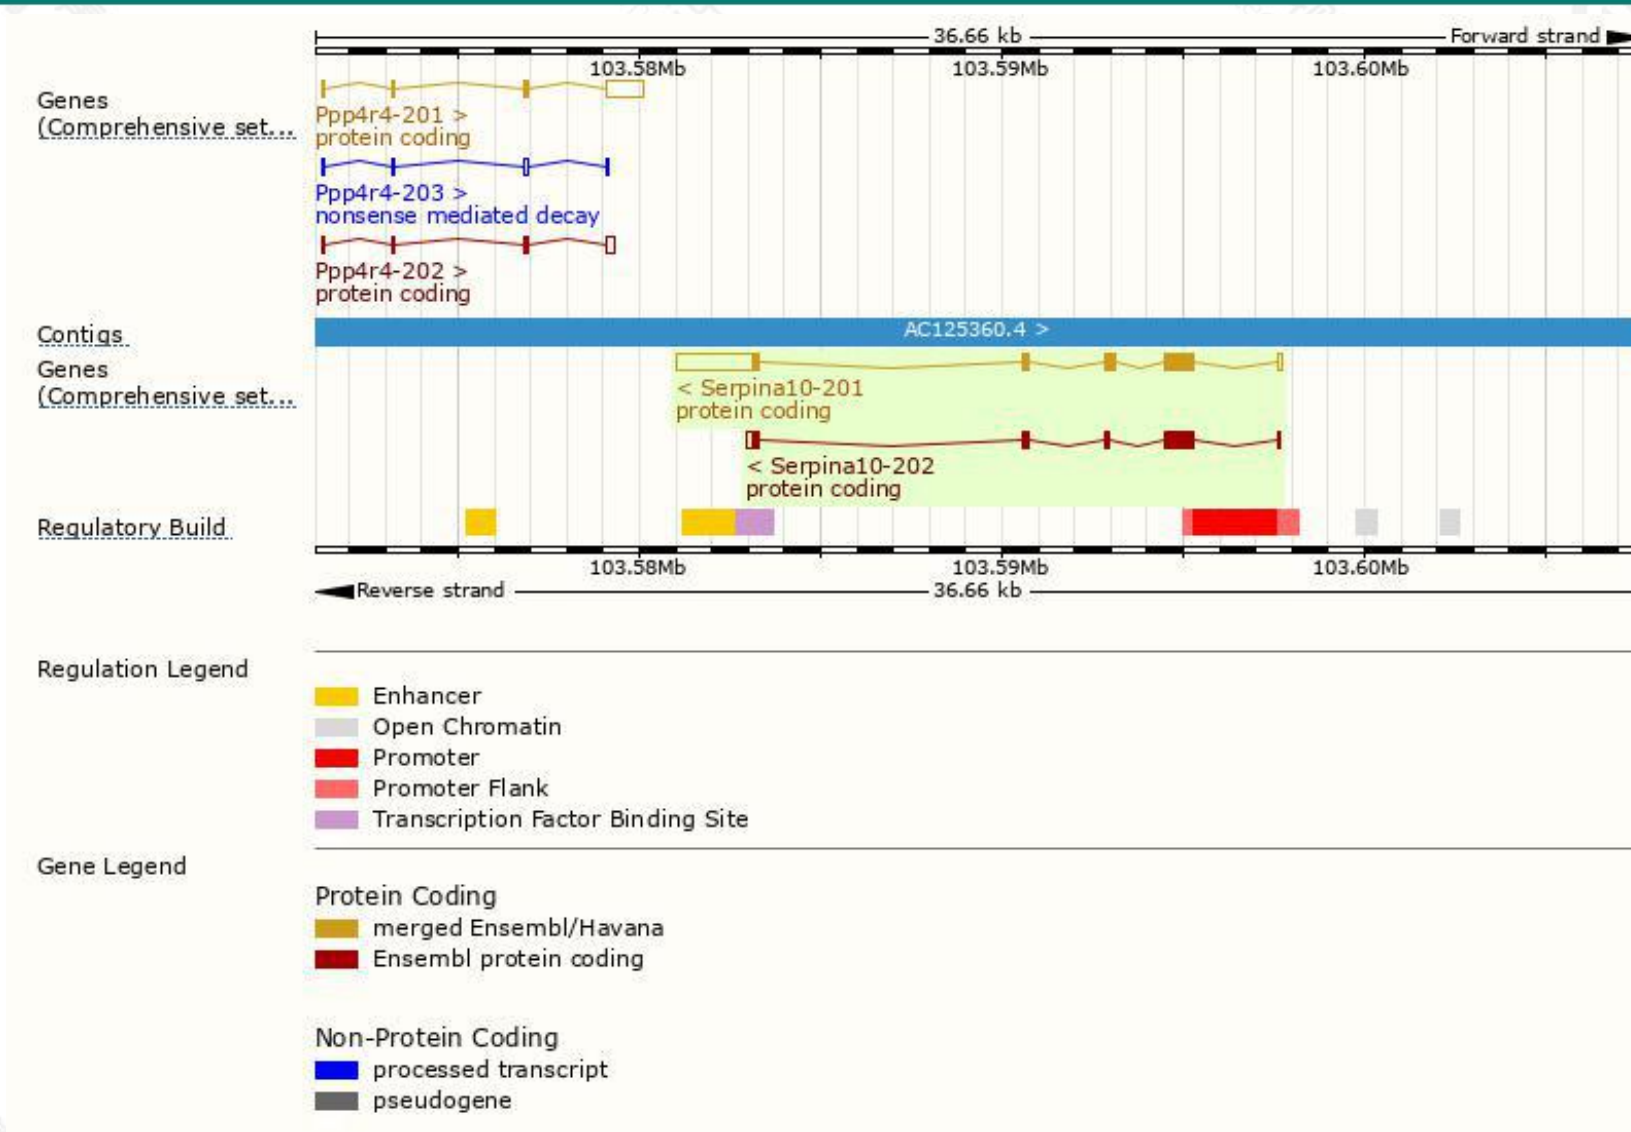 36.66 kb
Forward strand
103.58Mb 103.59Mb 103.60Mb
Genes
(Comprehensive set...
Ppp4r4-201 >
protein coding
Ppp4r4-203 >
nonsense mediated decay
Ppp4r4-202 >
protein coding
Contigs
AC125360.4 >
Genes
(Comprehensive set...
< Serpina10-201
protein coding
< Serpina10-202
protein coding
Regulatory Build
103.58Mb 103.59Mb 103.60Mb
Reverse strand
36.66 kb
Regulation Legend
Enhancer
Open Chromatin
Promoter
Promoter Flank
Transcription Factor Binding Site
Gene Legend
Protein Coding
merged Ensembl/Havana
Ensembl protein coding
Non-Protein Coding
processed transcript
pseudogene